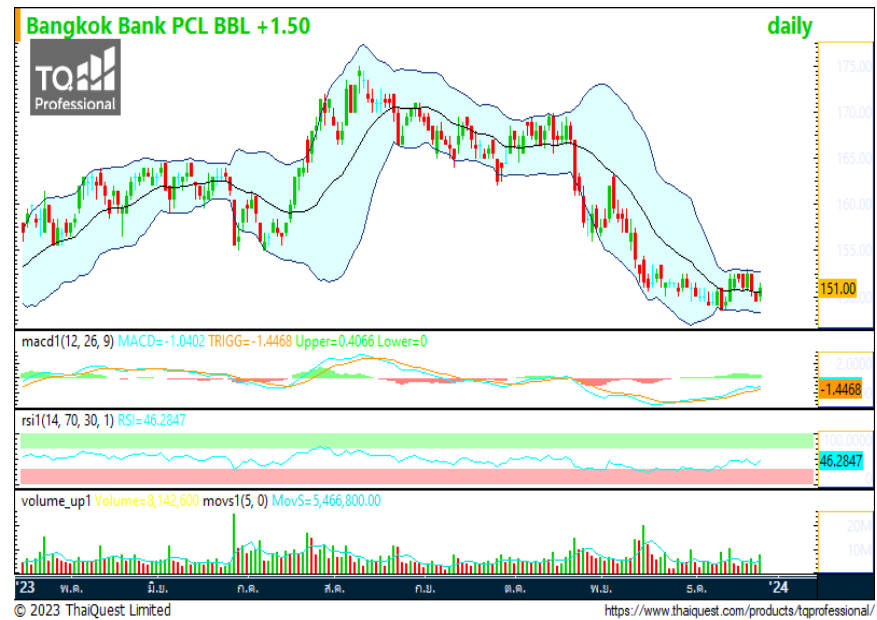 Bangkok Bank PCL BBL +1.50
daily
TQ
Professional
175.00
170.00
165.00
160.00
155.00
151.00
macd1(12, 26, 9) MACD=-1.0402 TRIGG=-1.4468 Upper=0.4066 Lower=0
2.0000
-1.4468
rsi1(14, 70, 30, 1) RSI=46.2847
100.0000
46.2847
volume_up1 Volume=8,142,600 movs1(5, 0) MovS=5,466,800.00
20M
10M
'23 พ.ค. มิ.ย. ก.ค. ส.ค. ก.ย. ต.ค. พ.ย. ธ.ค. '24
© 2023 ThaiQuest Limited
https://www.thaiquest.com/products/tqprofessional/